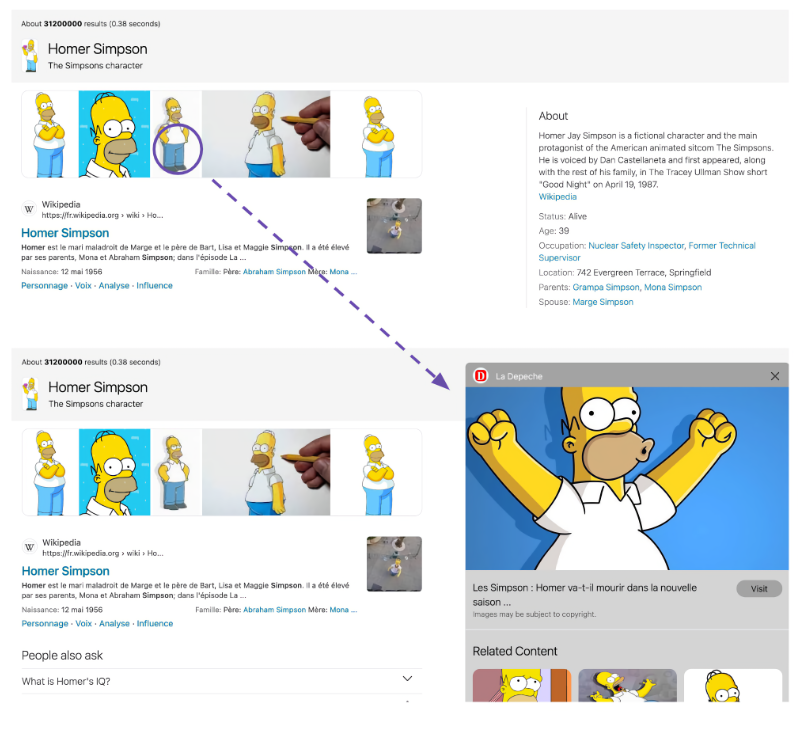 About 31200000 results (0.38 seconds)
Homer Simpson
The Simpsons character
Wikipedia
https://fr.wikipedia.org › wiki › Ho...
Homer Simpson
Homer est le mari maladroit de Marge et le père de Bart, Lisa et Maggie Simpson. Il a été élevé
par ses parents, Mona et Abraham Simpson; dans l'épisode La ...
Naissance: 12 mai 1956 Famille: Père: Abraham Simpson Mère: Mona ...
Personnage · Voix · Analyse · Influence
About
Homer Jay Simpson is a fictional character and the main
protagonist of the American animated sitcom The Simpsons.
He is voiced by Dan Castellaneta and first appeared, along
with the rest of his family, in The Tracey Ullman Show short
"Good Night" on April 19, 1987.
Wikipedia
Status: Alive
Age: 39
Occupation: Nuclear Safety Inspector, Former Technical
Supervisor
Location: 742 Evergreen Terrace, Springfield
Parents: Grampa Simpson, Mona Simpson
Spouse: Marge Simpson
About 31200000 results (0.38 seconds)
Homer Simpson
The Simpsons character
Wikipedia
https://fr.wikipedia.org › wiki › Ho...
Homer Simpson
Homer est le mari maladroit de Marge et le père de Bart, Lisa et Maggie Simpson. Il a été élevé
par ses parents, Mona et Abraham Simpson; dans l'épisode La ...
Naissance: 12 mai 1956 Famille: Père: Abraham Simpson Mère: Mona ...
Personnage · Voix · Analyse · Influence
People also ask
What is Homer's IQ?
D La Depeche
Les Simpson : Homer va-t-il mourir dans la nouvelle
saison ...
Visit
Images may be subject to copyright.
Related Content